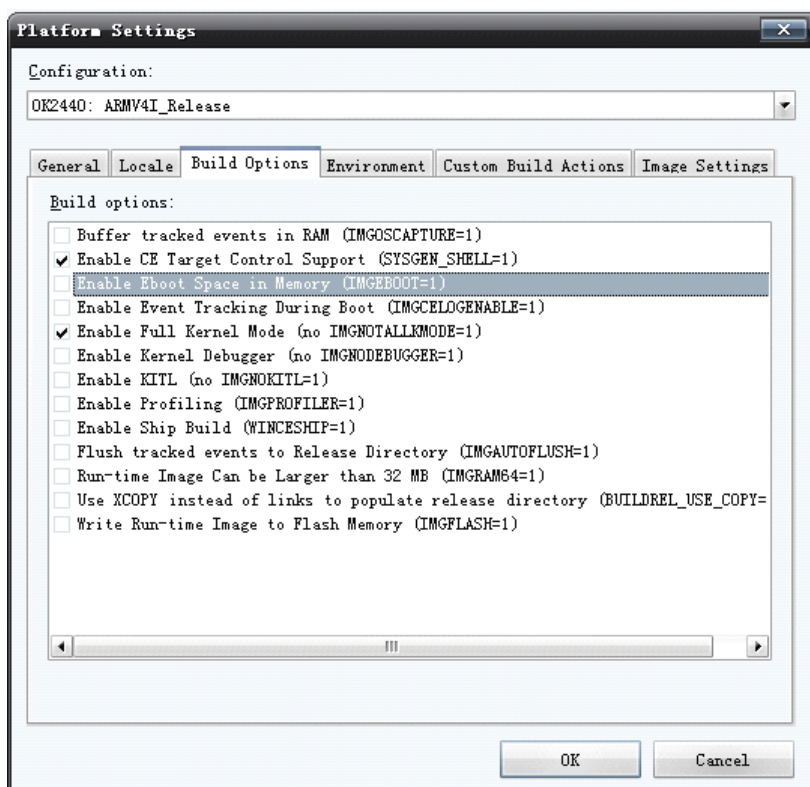 Platform Settings
Configuration:
OK2440: ARMV4I_Release
General Locale Build Options Environment Custom Build Actions Image Settings
Build options:
Buffer tracked events in RAM (IMGOSCAPTURE=1)
Enable CE Target Control Support (SYSGEN_SHELL=1)
Enable Eboot Space in Memory (IMGEBOOT=1)
Enable Event Tracking During Boot (IMGCELOGENABLE=1)
Enable Full Kernel Mode (no IMGNOTALLKMODE=1)
Enable Kernel Debugger (no IMGNODEBUGGER=1)
Enable KITL (no IMGNOKITL=1)
Enable Profiling (IMGPROFILER=1)
Enable Ship Build (WINCESHIP=1)
Flush tracked events to Release Directory (IMGAUTOFLUSH=1)
Run-time Image Can be Larger than 32 MB (IMGRAM64=1)
Use XCOPY instead of links to populate release directory (BUILDREL_USE_COPY=
Write Run-time Image to Flash Memory (IMGFLASH=1)
OK Cancel